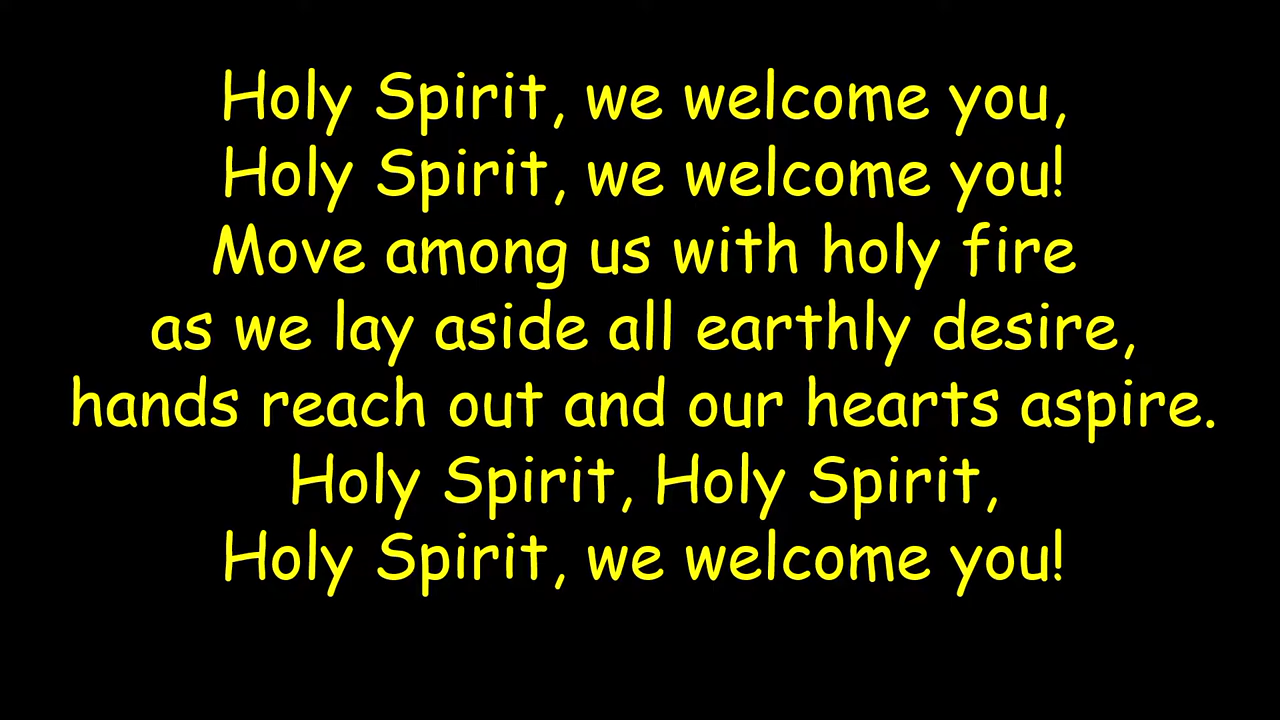 Holy Spirit, we welcome you,
Holy Spirit, we welcome you!
Move among us with holy fire
as we lay aside all earthly desire,
hands reach out and our hearts aspire.
Holy Spirit, Holy Spirit,
Holy Spirit, we welcome you!